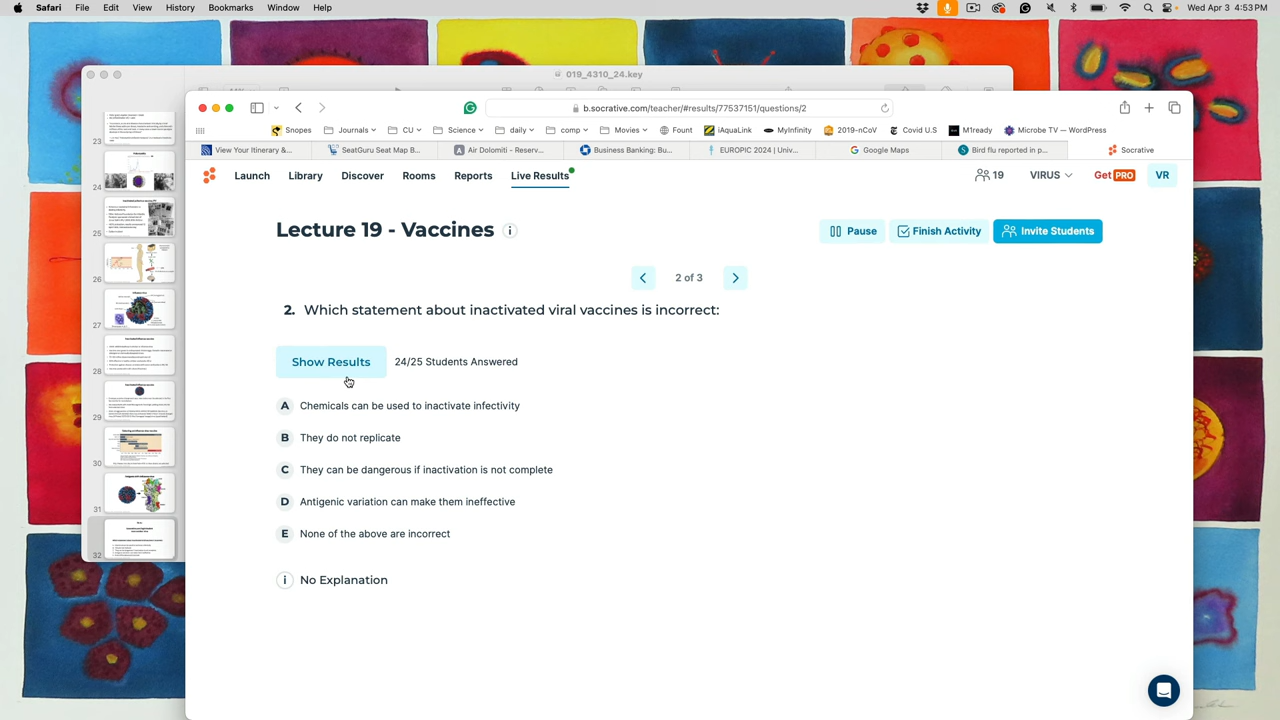 Safari File Edit View History Bookmarks Window Help
Wed Apr 3 4:53 PM
019_4310_24.key
b.socrative.com/teacher/#results/77537151/questions/2
Journals CU Science daily Movies Fount iAquaLink MyInfinity Covid U.S M1ready Microbe TV — WORDPRESS
View Your Itinerary &... SeatGuru Seat Map B... Air Dolomiti - Reserv... Business Banking: Bu... EUROPIC 2024 | Univ... Google Maps Bird flu reported in p... Socrative
Launch Library Discover Rooms Reports Live Results 19 VIRUS Get PRO VR
Lecture 19 - Vaccines
Pause Finish Activity Invite Students
2 of 3
2. Which statement about inactivated viral vaccines is incorrect:
Show Results 24/25 Students Answered
A Chemicals can be used to inactivate infectivity
B They do not replicate
C They can be dangerous if inactivation is not complete
D Antigenic variation can make them ineffective
E None of the above are incorrect
No Explanation
23
24
25
26
27
28
29
30
31
32